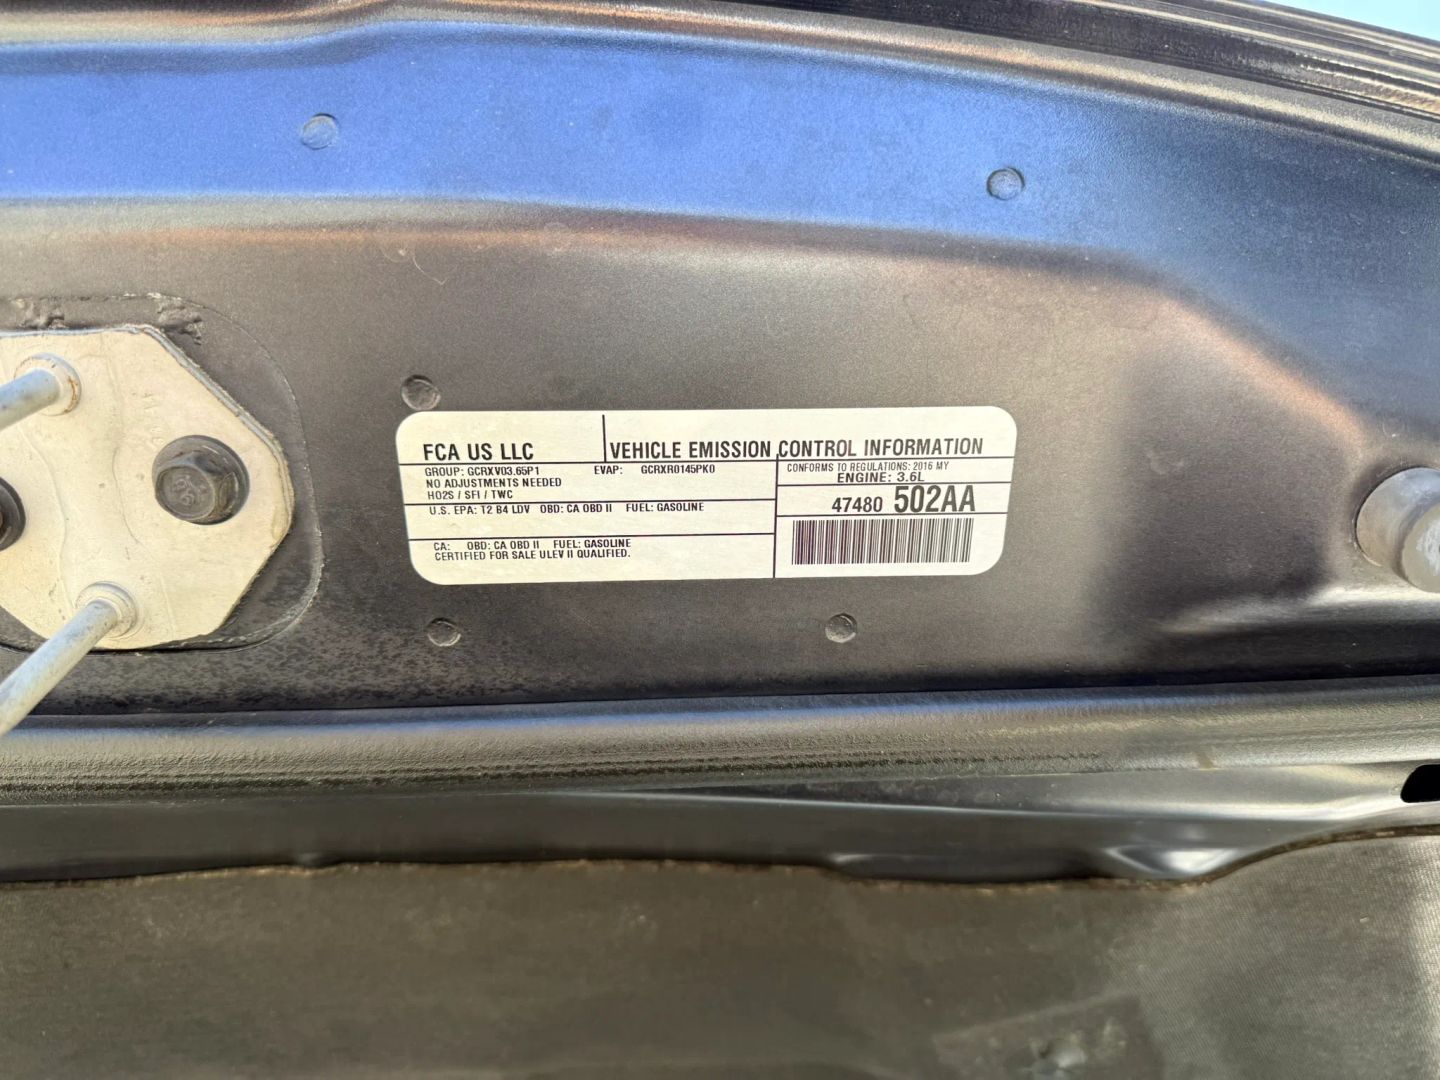 FCA US LLC
VEHICLE EMISSION CONTROL INFORMATION
GROUP: GCRXV03.65P1 EVAP: GCRXR0145PK0
NO ADJUSTMENTS NEEDED
HO2S / SFI / TWC
U.S. EPA: T2 B4 LDV OBD: CA OBD II FUEL: GASOLINE
CA: OBD: CA OBD II FUEL: GASOLINE
CERTIFIED FOR SALE ULEV II QUALIFIED.
CONFORMS TO REGULATIONS: 2016 MY
ENGINE: 3.6L
47480 502AA